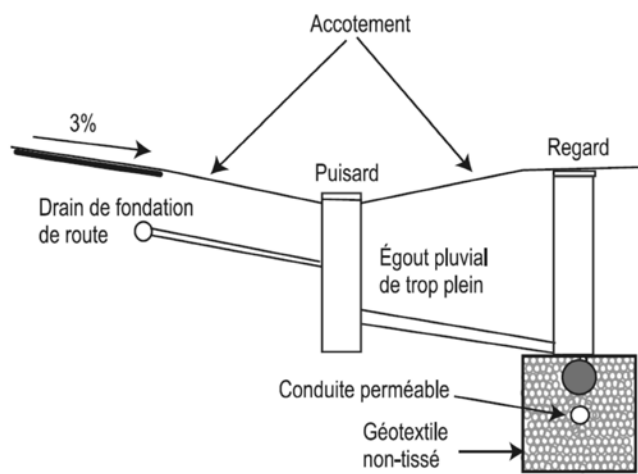 Accotement
3%
Puisard
Regard
Drain de fondation
de route
Égout pluvial
de trop plein
Conduite perméable
Géotextile
non-tissé